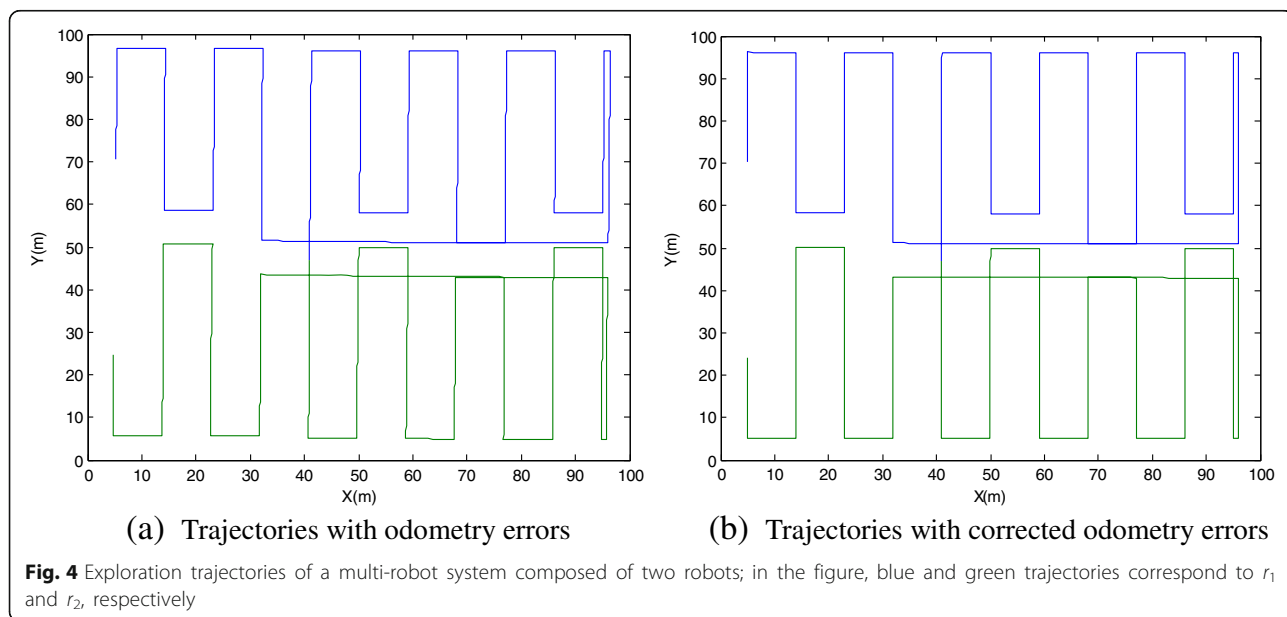 100
90
80
70
60
50
40
30
20
10
0
Y(m)
0 10 20 30 40 50 60 70 80 90 100
X(m)
(a) Trajectories with odometry errors
100
90
80
70
60
50
40
30
20
10
0
Y(m)
0 10 20 30 40 50 60 70 80 90 100
X(m)
(b) Trajectories with corrected odometry errors
Fig. 4 Exploration trajectories of a multi-robot system composed of two robots; in the figure, blue and green trajectories correspond to r1
and r2, respectively